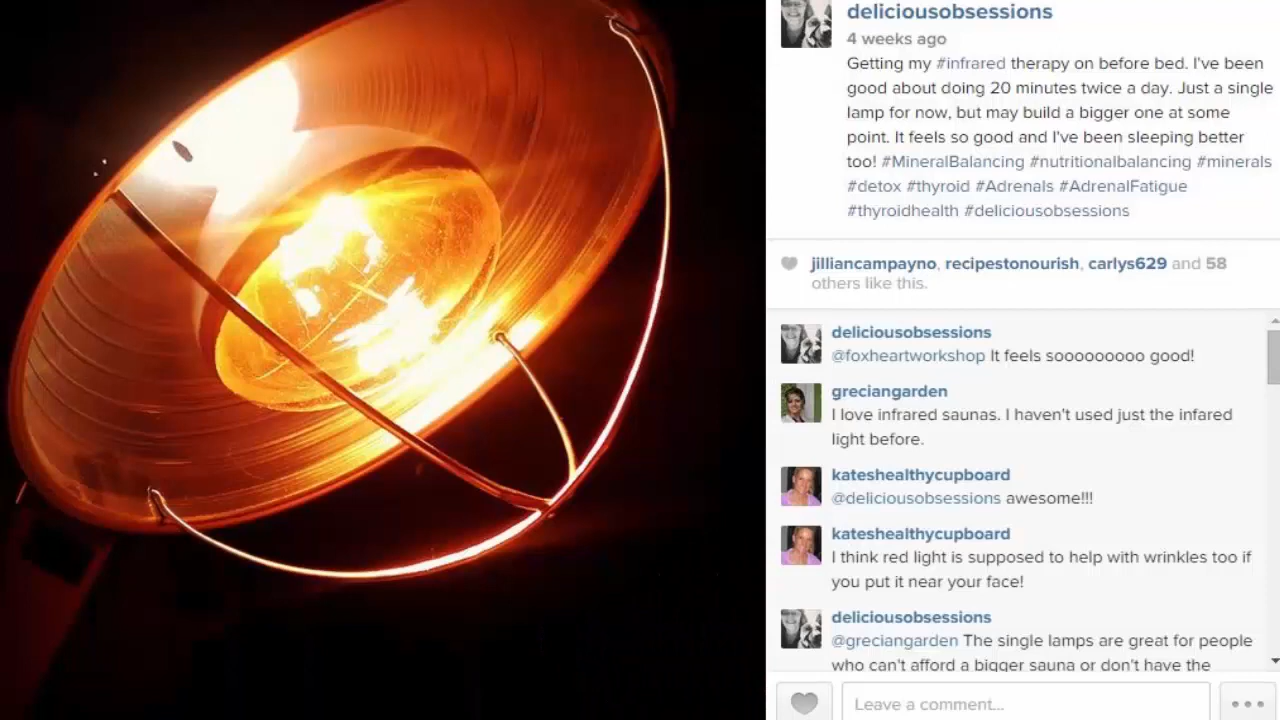 deliciousobsessions
4 weeks ago
Getting my #infrared therapy on before bed. I've been
good about doing 20 minutes twice a day. Just a single
lamp for now, but may build a bigger one at some
point. It feels so good and I've been sleeping better
too! #MineralBalancing #nutritionalbalancing #minerals
#detox #thyroid #Adrenals #AdrenalFatigue
#thyroidhealth #deliciousobsessions
jilliancampayno, recipestonourish, carlys629 and 58
others like this.
deliciousobsessions
@foxheartworkshop It feels sooooooooo good!
greciangarden
I love infrared saunas. I haven't used just the infared
light before.
kateshealthycupboard
@deliciousobsessions awesome!!!
kateshealthycupboard
I think red light is supposed to help with wrinkles too if
you put it near your face!
deliciousobsessions
@greciangarden The single lamps are great for people
who can't afford a bigger sauna or don't have the
Leave a comment...